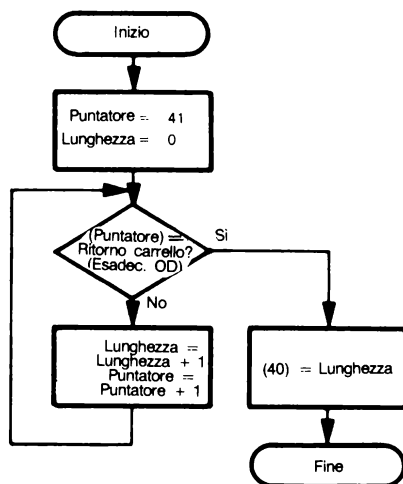 Inizio
Puntatore = 41
Lunghezza = 0
(Puntatore) =
Ritorno carrello?
(Esadec. OD)
Sì
No
Lunghezza =
Lunghezza + 1
Puntatore =
Puntatore + 1
(40) = Lunghezza
Fine